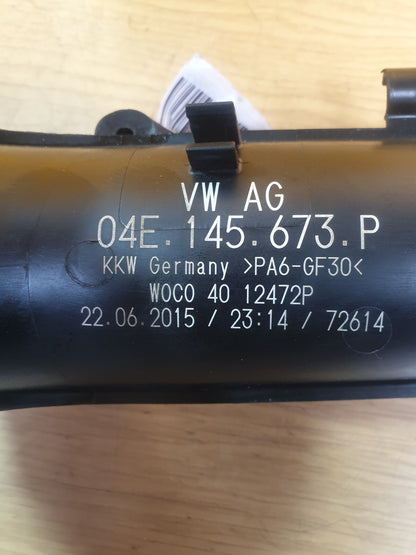 VW AG
04E.145.673.P
KKW Germany >PA6-GF30<
WOCO 40 12472P
22.06.2015 / 23:14 / 72614